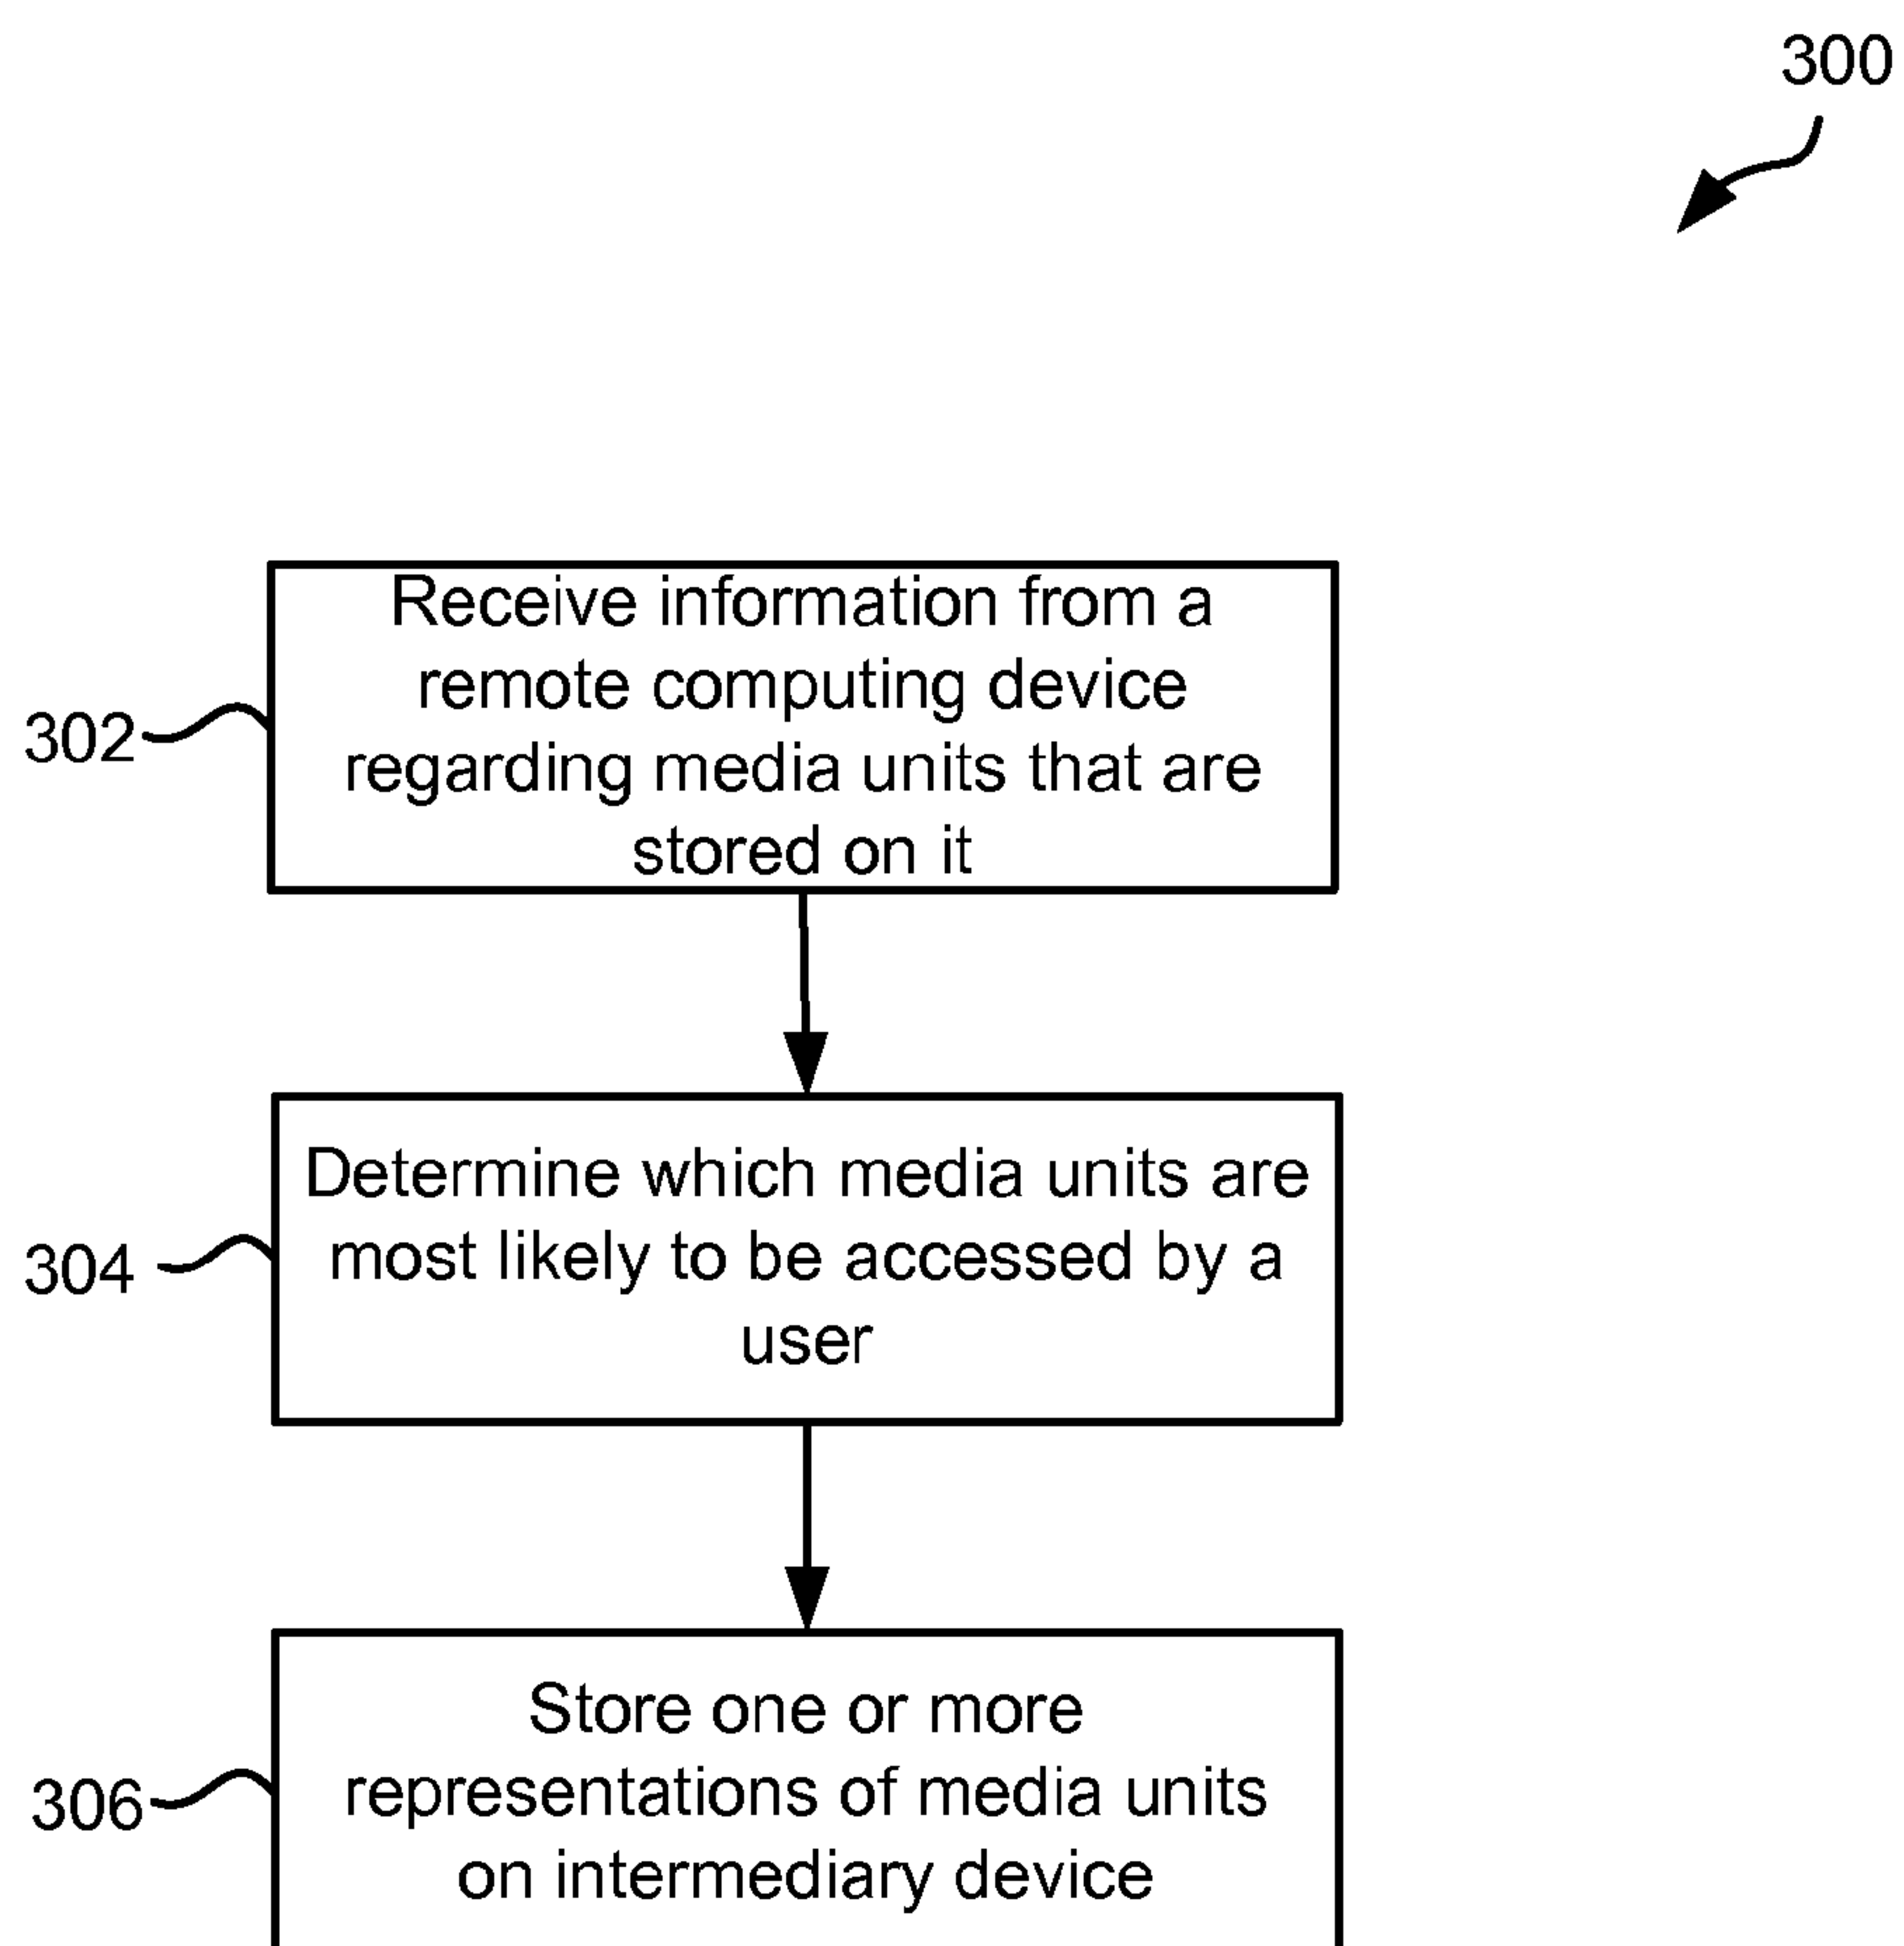 300
302
Receive information from a
remote computing device
regarding media units that are
stored on it
304
Determine which media units are
most likely to be accessed by a
user
306
Store one or more
representations of media units
on intermediary device